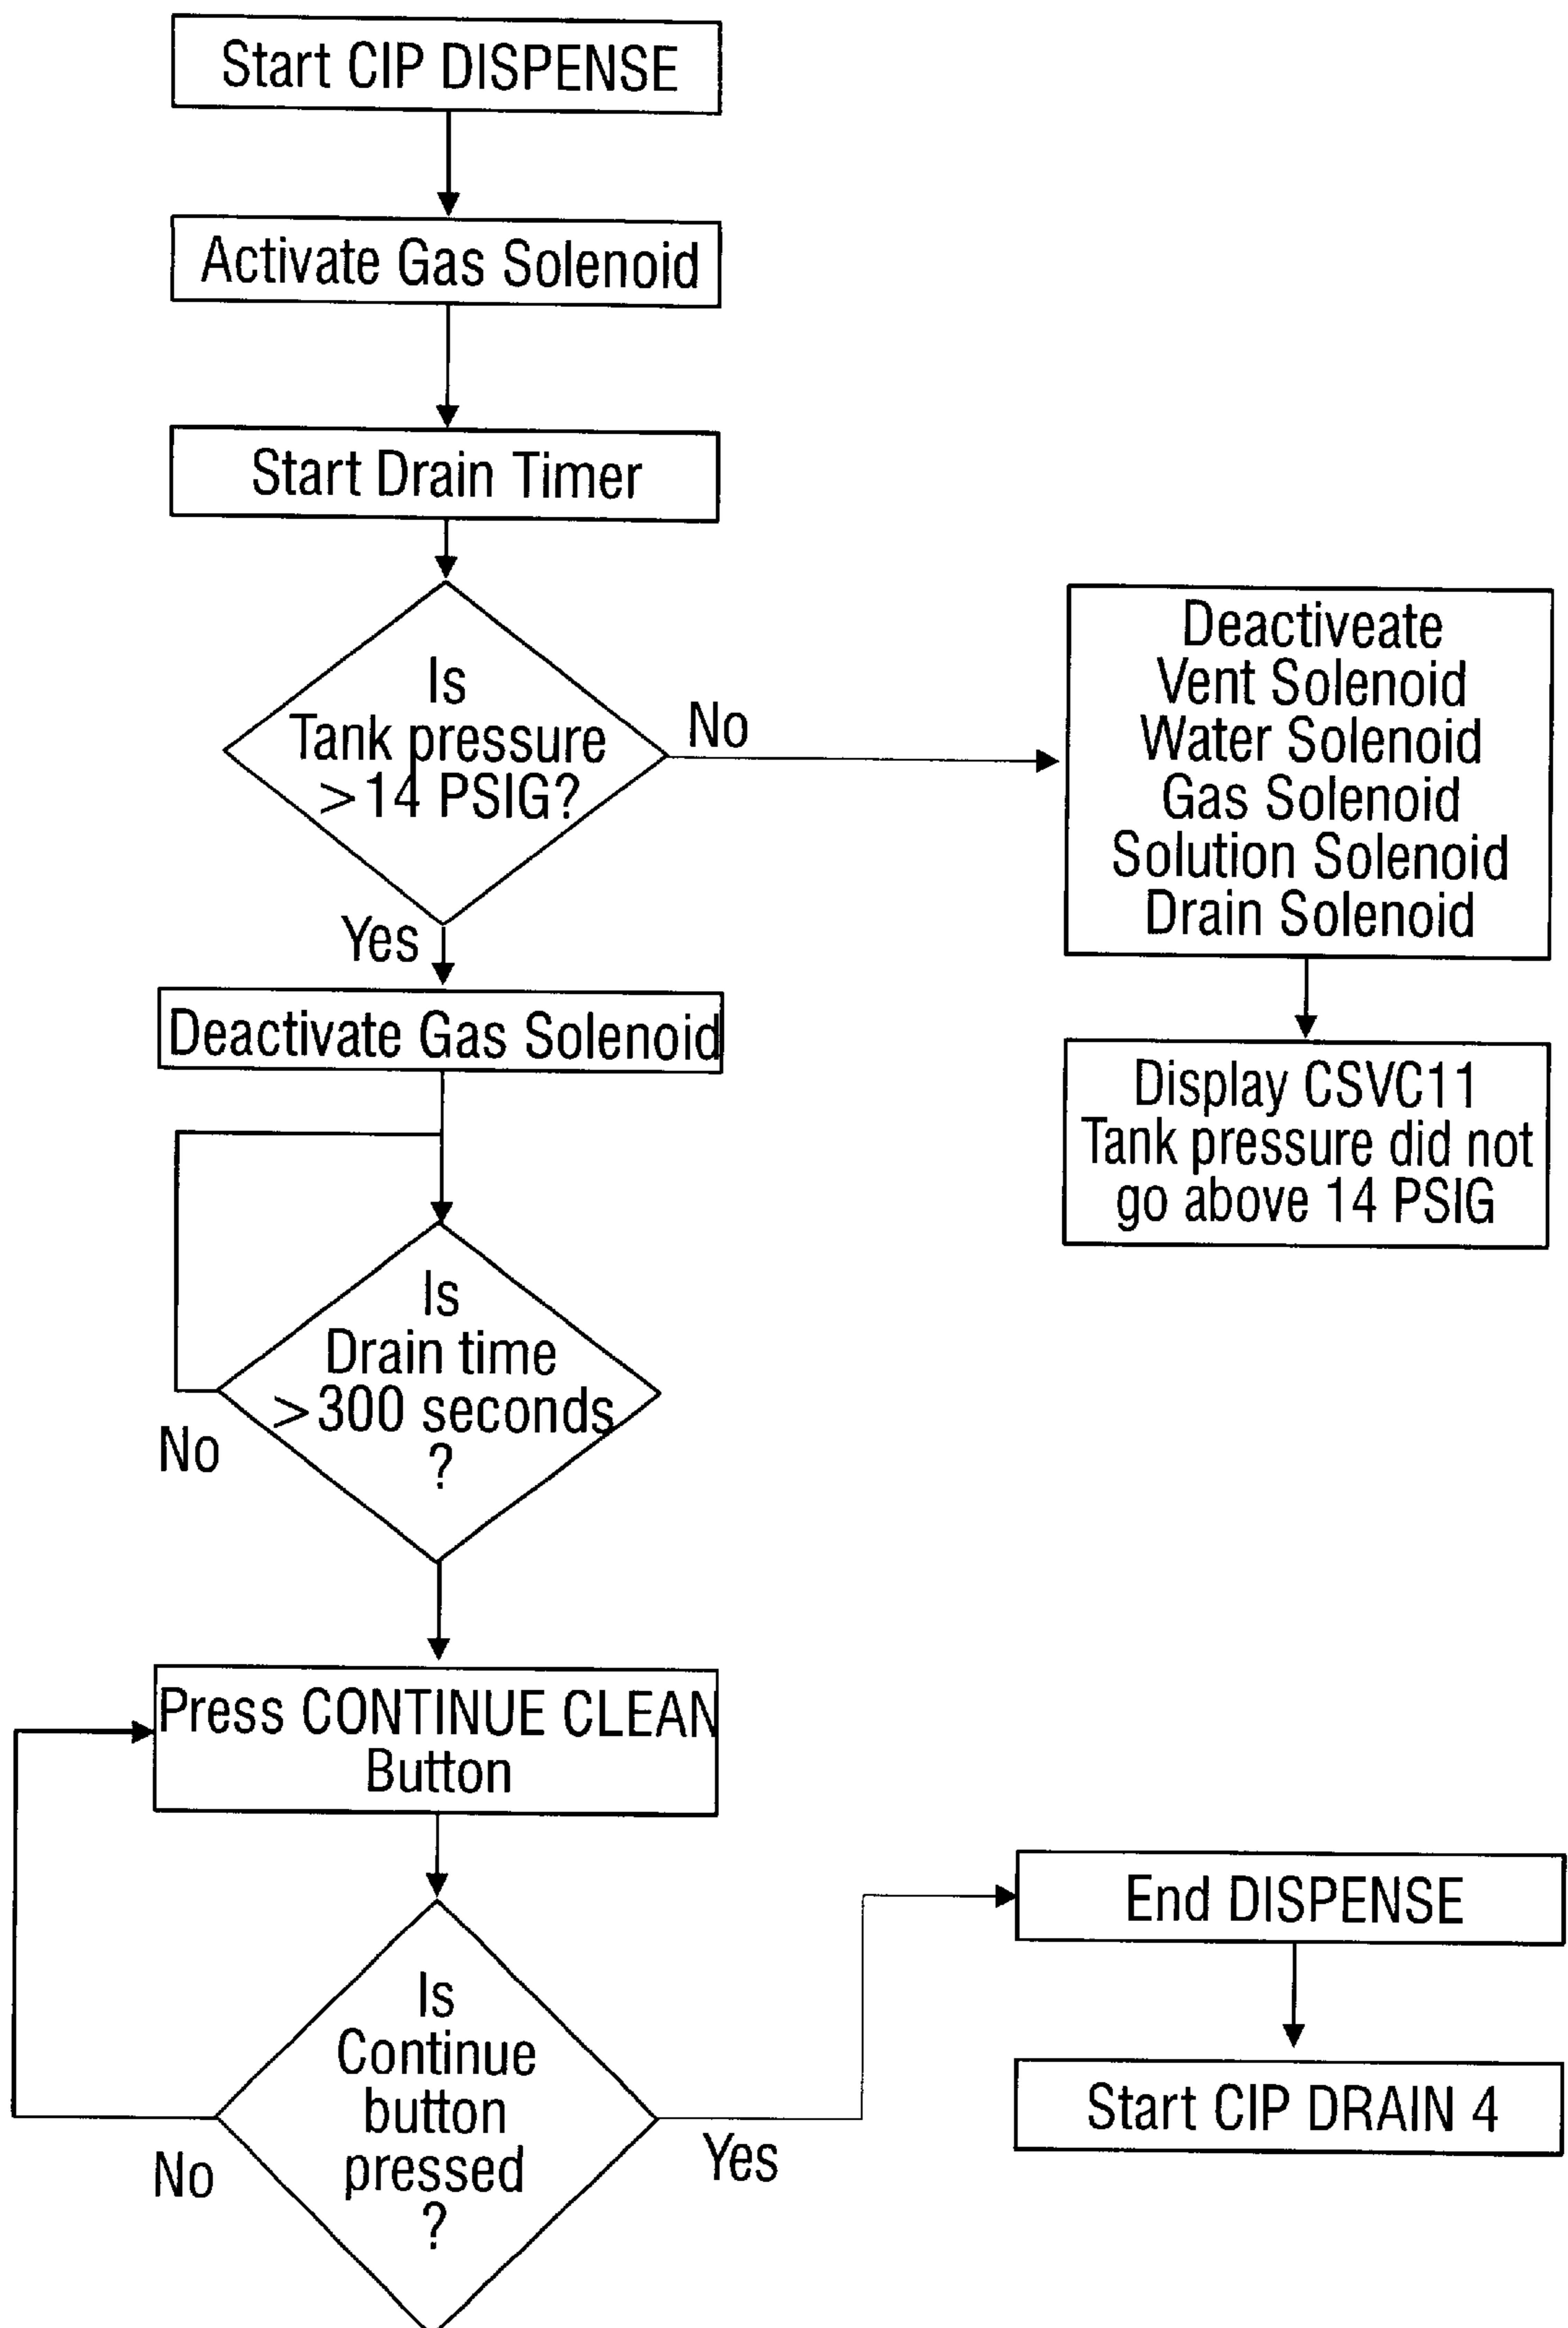 Start CIP DISPENSE
Activate Gas Solenoid
Start Drain Timer
Is
Tank pressure
>14 PSIG?
No
Yes
Deactiveate
Vent Solenoid
Water Solenoid
Gas Solenoid
Solution Solenoid
Drain Solenoid
Display CSVC11
Tank pressure did not
go above 14 PSIG
Deactivate Gas Solenoid
Is
Drain time
>300 seconds
?
No
Press CONTINUE CLEAN
Button
Is
Continue
button
pressed
?
No
Yes
End DISPENSE
Start CIP DRAIN 4